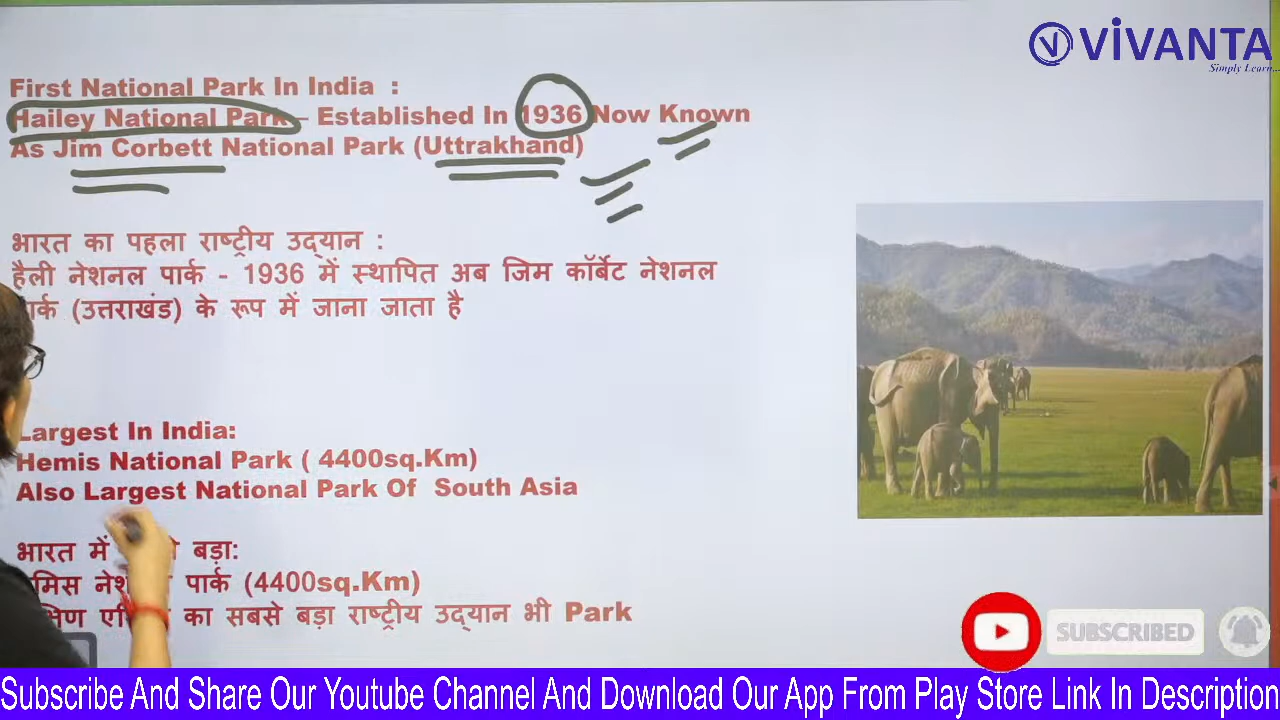 VİVANTA
Simply Learn...
First National Park In India :
Hailey National Park – Established In 1936 Now Known
As Jim Corbett National Park (Uttrakhand)
भारत का पहला राष्ट्रीय उद्यान :
हैली नेशनल पार्क - 1936 में स्थापित अब जिम कॉर्बेट नेशनल
पार्क (उत्तराखंड) के रूप में जाना जाता है
Largest In India:
Hemis National Park ( 4400sq.Km)
Also Largest National Park Of South Asia
भारत में बड़ा:
पार्क (4400sq.Km)
का सबसे बड़ा राष्ट्रीय उद्यान भी Park
SUBSCRIBED
Subscribe And Share Our Youtube Channel And Download Our App From Play Store Link In Description